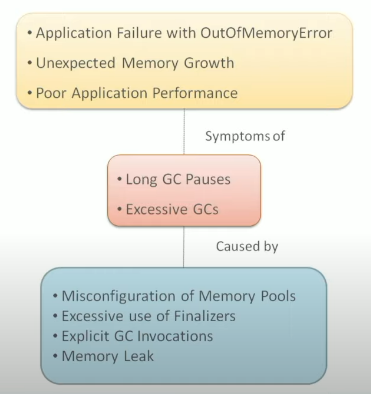 • Application Failure with OutOfMemoryError
• Unexpected Memory Growth
• Poor Application Performance
Symptoms of
• Long GC Pauses
• Excessive GCs
Caused by
• Misconfiguration of Memory Pools
• Excessive use of Finalizers
• Explicit GC Invocations
• Memory Leak